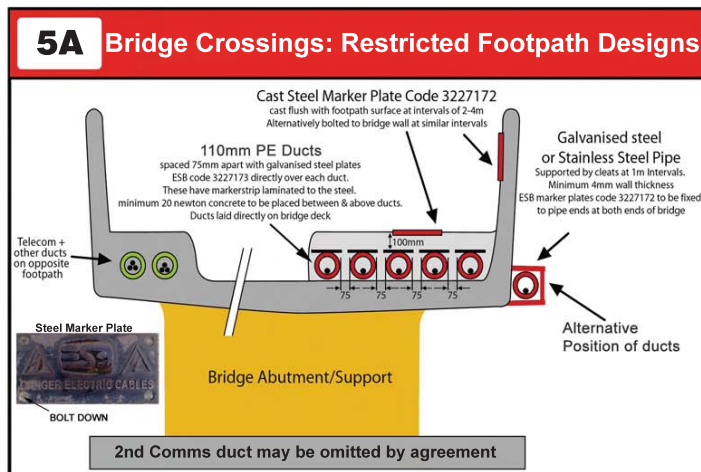 5A
Bridge Crossings: Restricted Footpath Designs
Cast Steel Marker Plate Code 3227172
cast flush with footpath surface at intervals of 2-4m
Alternatively bolted to bridge wall at similar intervals
110mm PE Ducts
spaced 75mm apart with galvanised steel plates
ESB code 3227173 directly over each duct.
These have markerstrip laminated to the steel.
minimum 20 newton concrete to be placed between & above ducts.
Ducts laid directly on bridge deck
Galvanised steel
or Stainless Steel Pipe
Supported by cleats at 1m Intervals.
Minimum 4mm wall thickness
ESB marker plates code 3227172 to be fixed
to pipe ends at both ends of bridge
Telecom +
other ducts
on opposite
footpath
100mm
75 75 75 75
Alternative
Position of ducts
Steel Marker Plate
DANGER ELECTRIC CABLES
BOLT DOWN
Bridge Abutment/Support
2nd Comms duct may be omitted by agreement